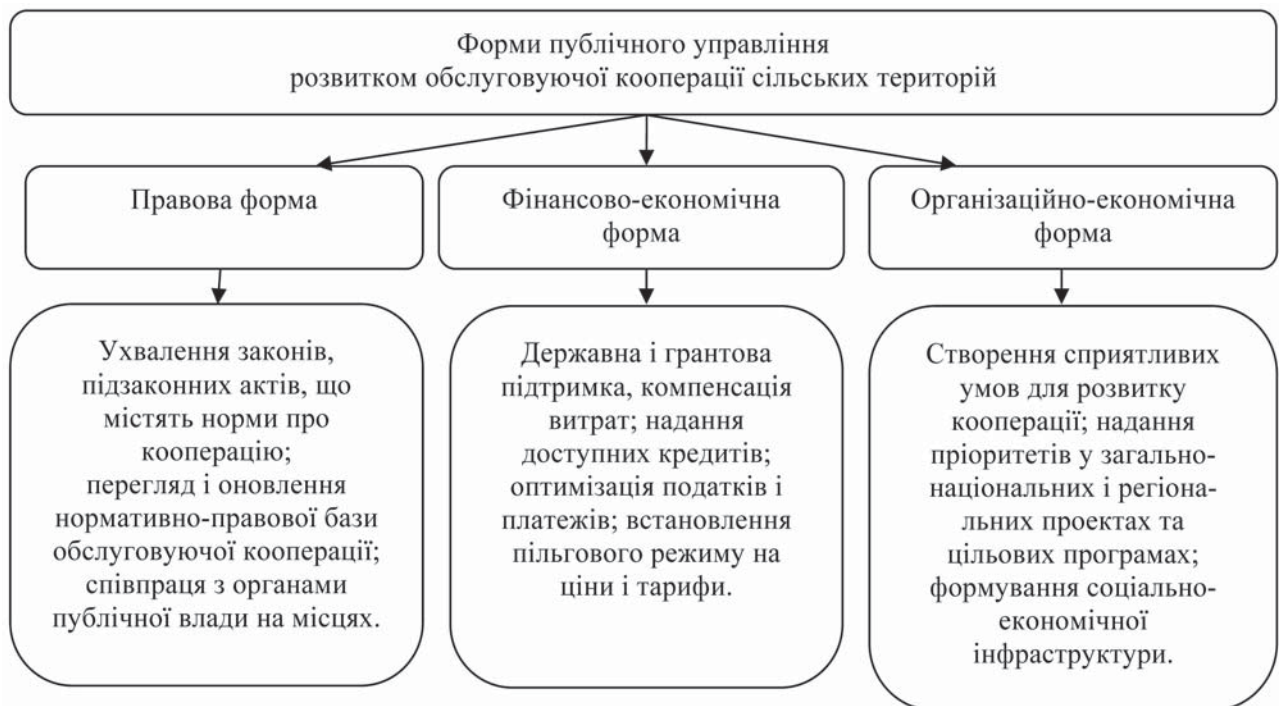 Форми публічного управління
розвитком обслуговуючої кооперації сільських територій
Правова форма
Фінансово-економічна
форма
Організаційно-економічна
форма
Ухвалення законів,
підзаконних актів, що
містять норми про
кооперацію;
перегляд і оновлення
нормативно-правової бази
обслуговуючої кооперації;
співпраця з органами
публічної влади на місцях.
Державна і грантова
підтримка, компенсація
витрат; надання
доступних кредитів;
оптимізація податків і
платежів; встановлення
пільгового режиму на
ціни і тарифи.
Створення сприятливих
умов для розвитку
кооперації; надання
пріоритетів у загально-
національних і регіона-
льних проектах та
цільових програмах;
формування соціально-
економічної
інфраструктури.